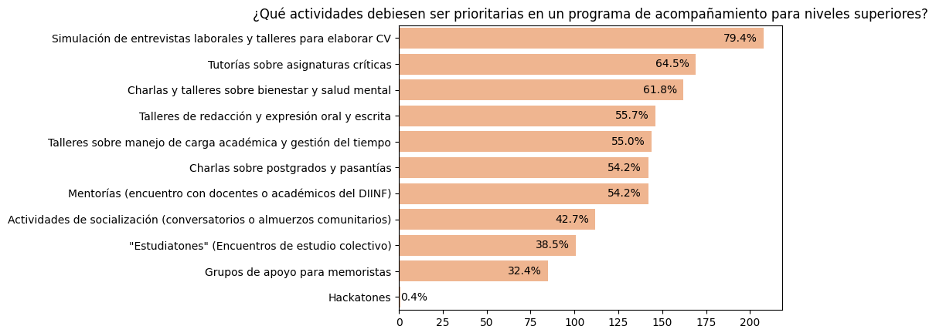 ¿Qué actividades debiesen ser prioritarias en un programa de acompañamiento para niveles superiores?
Simulación de entrevistas laborales y talleres para elaborar CV 79.4%
Tutorías sobre asignaturas críticas 64.5%
Charlas y talleres sobre bienestar y salud mental 61.8%
Talleres de redacción y expresión oral y escrita 55.7%
Talleres sobre manejo de carga académica y gestión del tiempo 55.0%
Charlas sobre postgrados y pasantías 54.2%
Mentorías (encuentro con docentes o académicos del DIINF) 54.2%
Actividades de socialización (conversatorios o almuerzos comunitarios) 42.7%
"Estudiatones" (Encuentros de estudio colectivo) 38.5%
Grupos de apoyo para memoristas 32.4%
Hackatones 0.4%
0 25 50 75 100 125 150 175 200